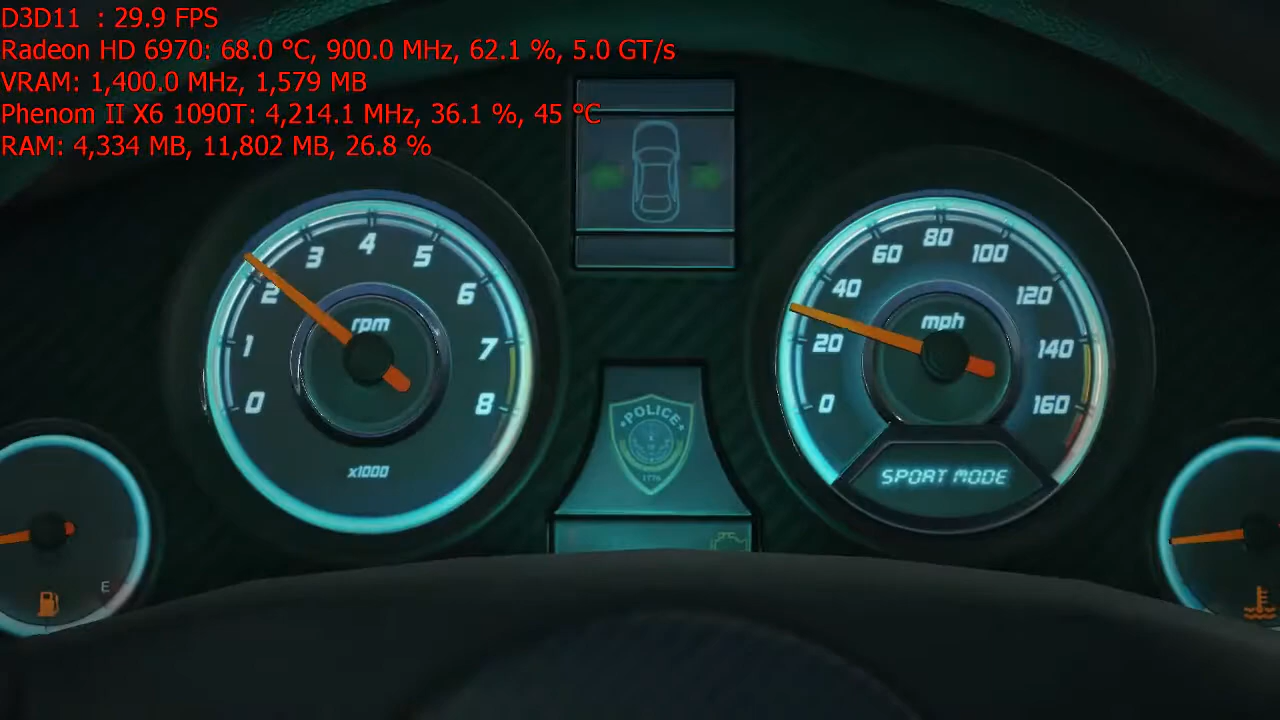 D3D11 : 29.9 FPS
Radeon HD 6970: 68.0 °C, 900.0 MHz, 62.1 %, 5.0 GT/s
VRAM: 1,400.0 MHz, 1,579 MB
Phenom II X6 1090T: 4,214.1 MHz, 36.1 %, 45 °C
RAM: 4,334 MB, 11,802 MB, 26.8 %
0 1 2 3 4 5 6 7 8
rpm
x1000
0 20 40 60 80 100 120 140 160
mph
SPORT MODE
POLICE
1776
E